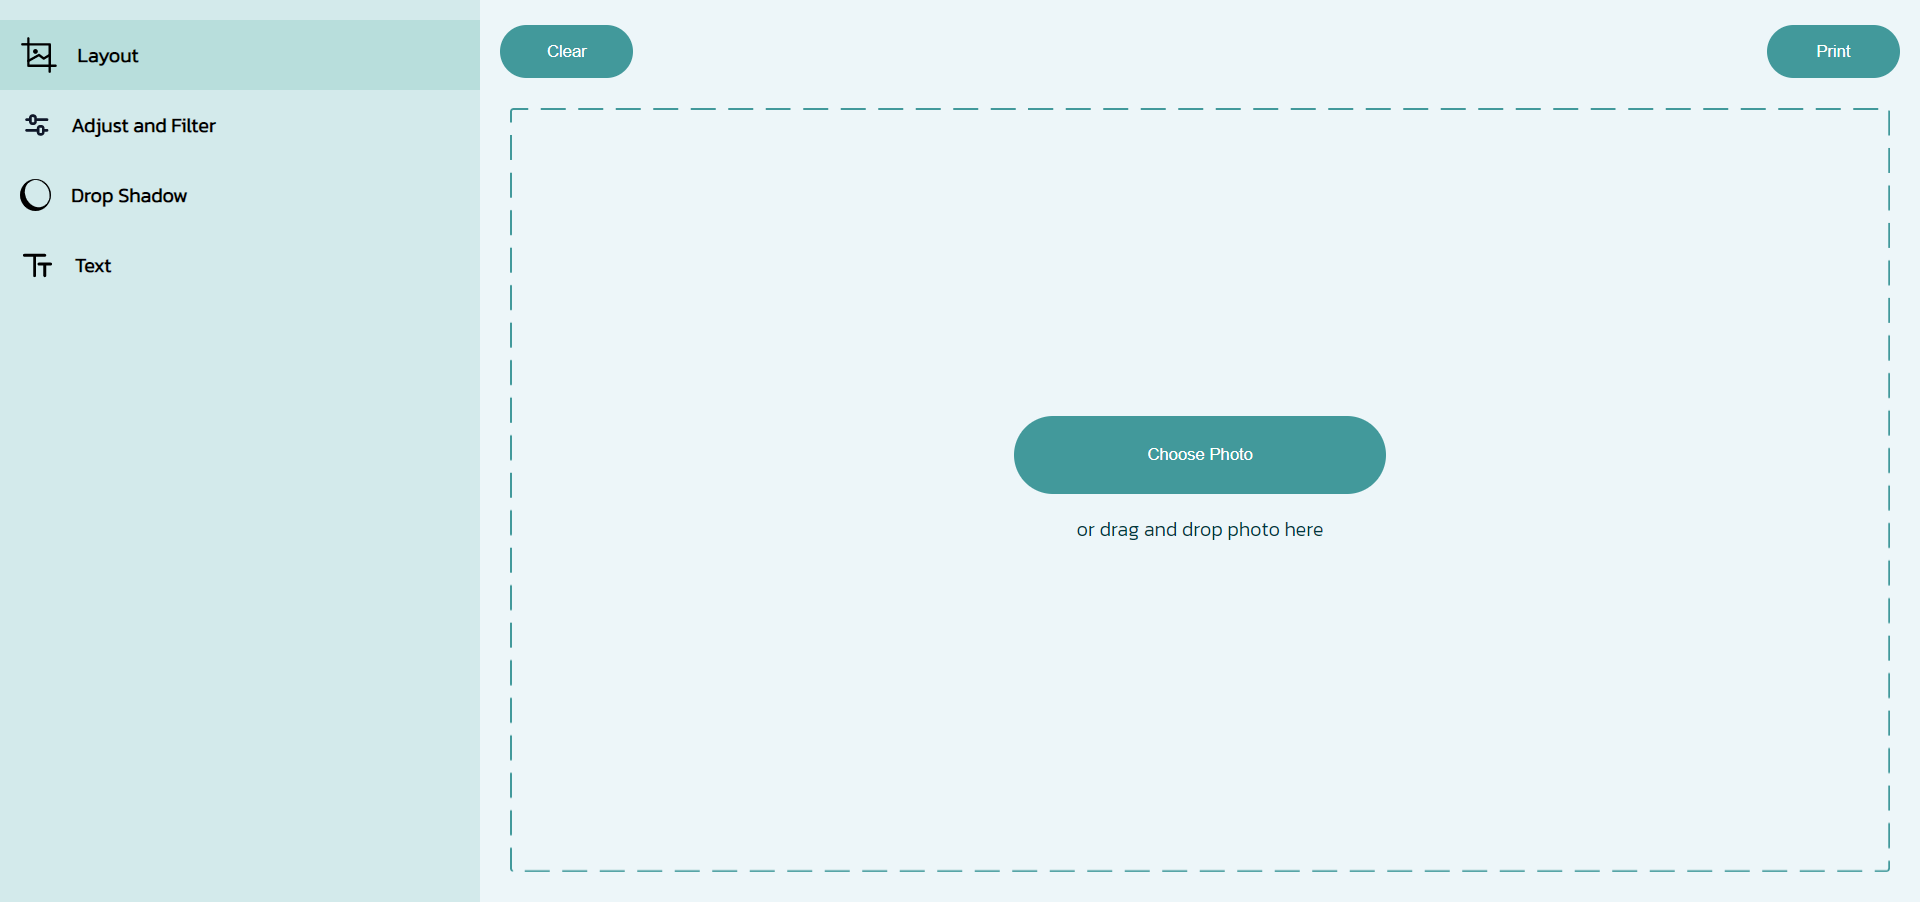 Layout
Adjust and Filter
Drop Shadow
Text
Clear
Print
Choose Photo
or drag and drop photo here